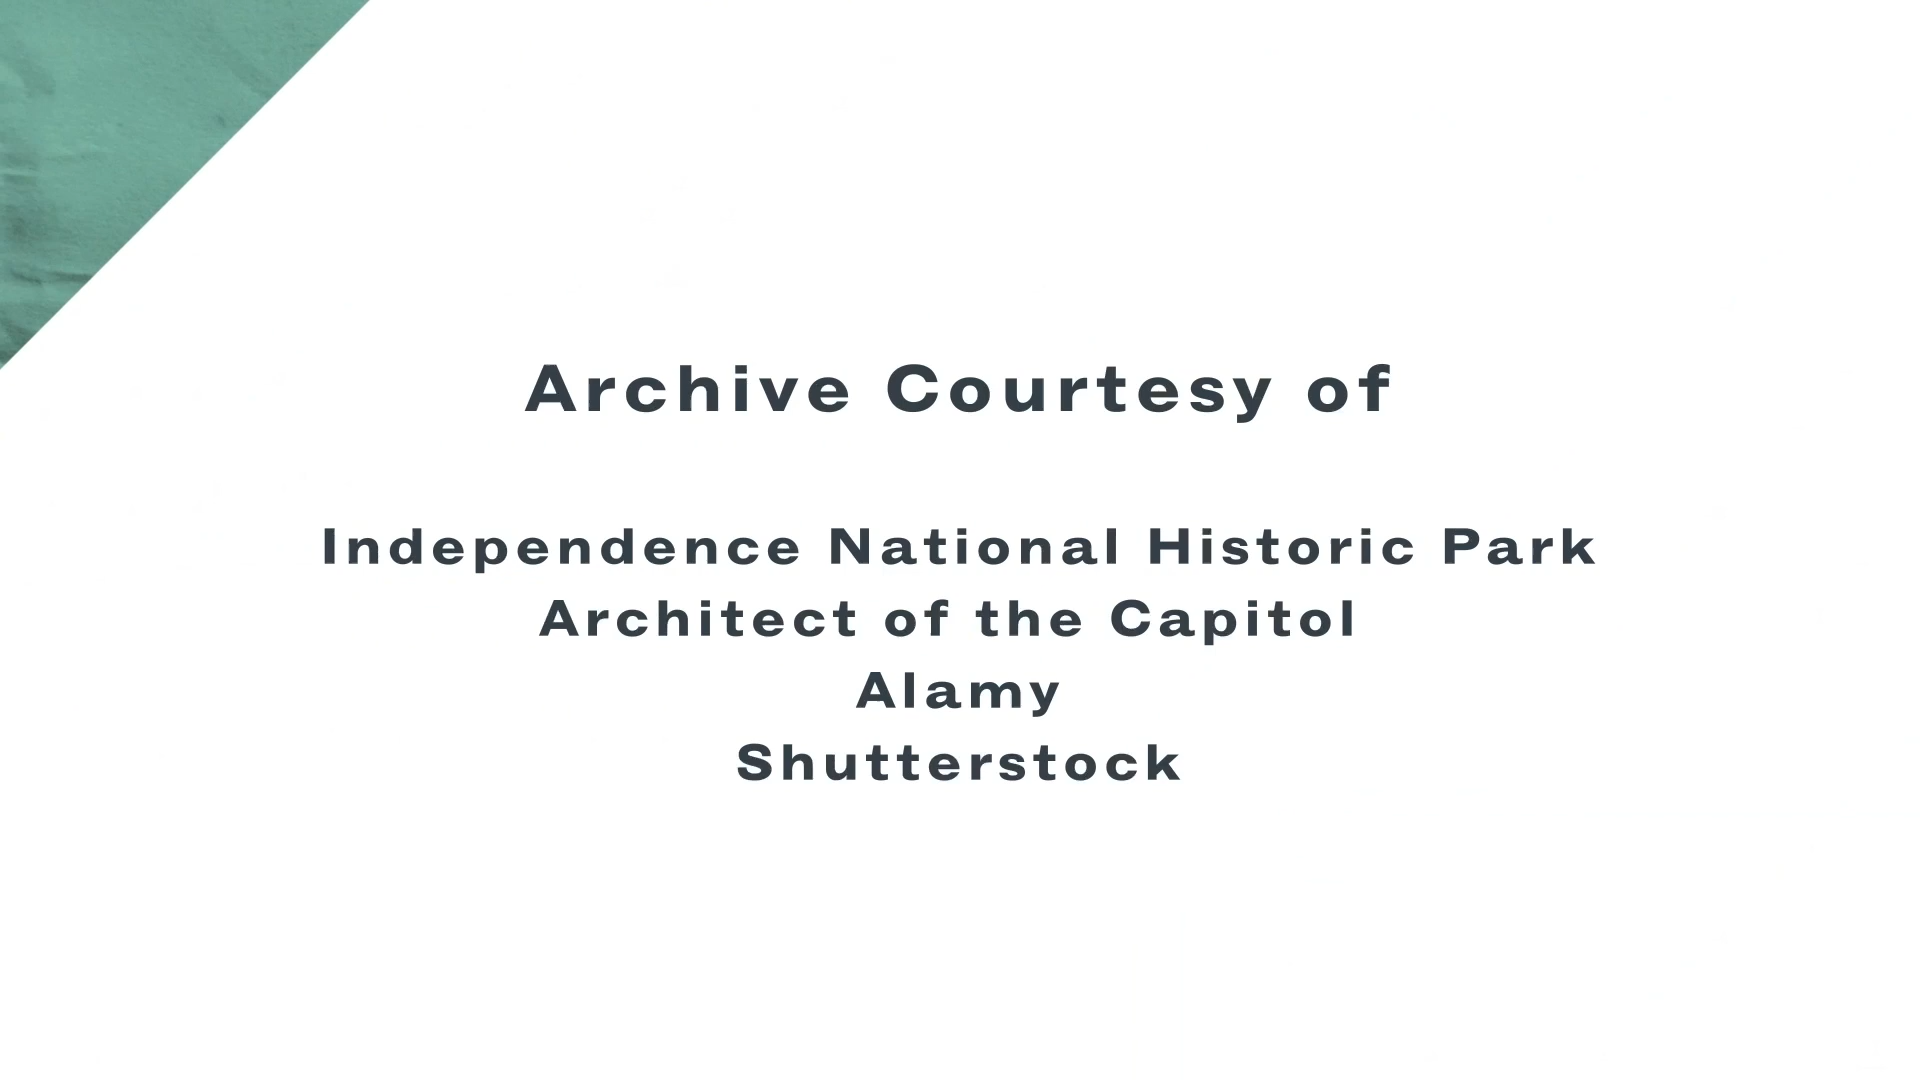 Archive Courtesy of
Independence National Historic Park
Architect of the Capitol
Alamy
Shutterstock